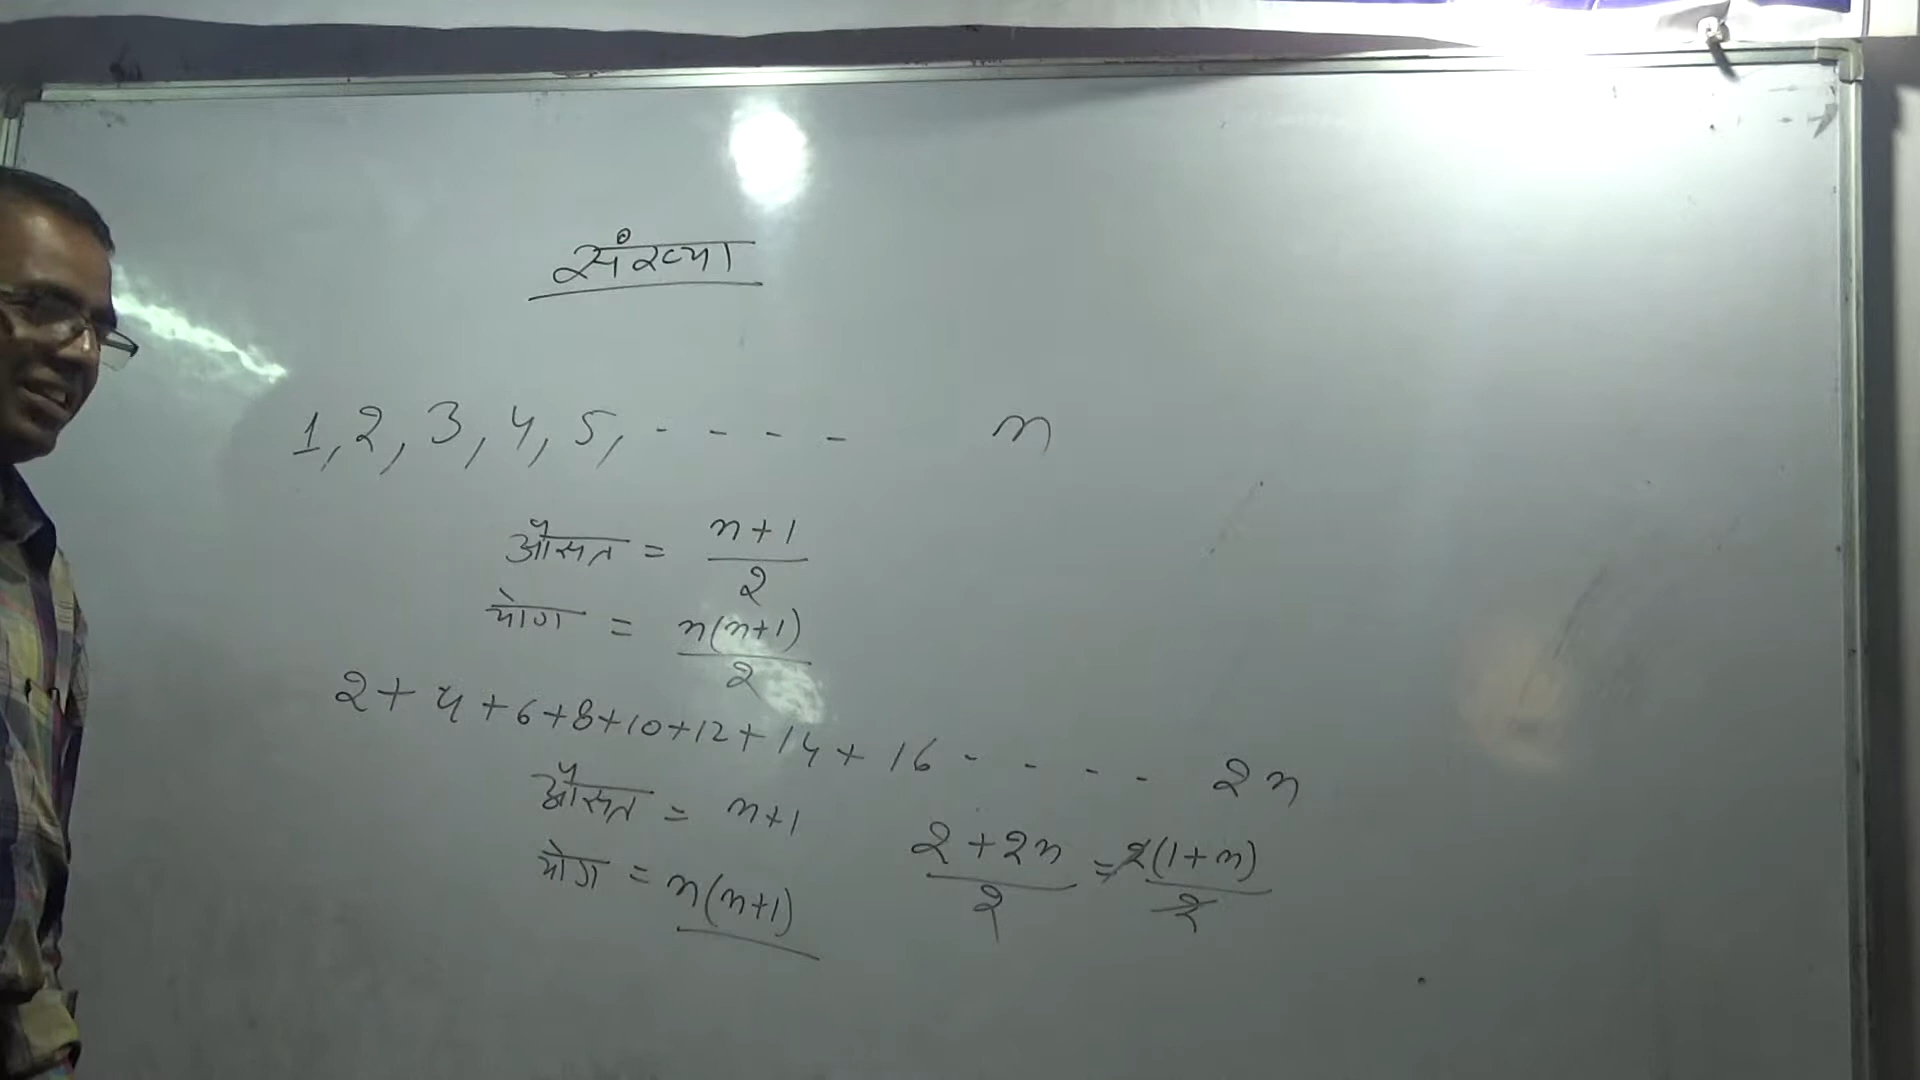 संख्या
1, 2, 3, 4, 5, - - - - n
औसत = n+1/2
योग = n(n+1)/2
2+4+6+8+10+12+14+16 - - - - 2n
औसत = n+1
योग = n(n+1)
2+2n/2 = 2(1+n)/2